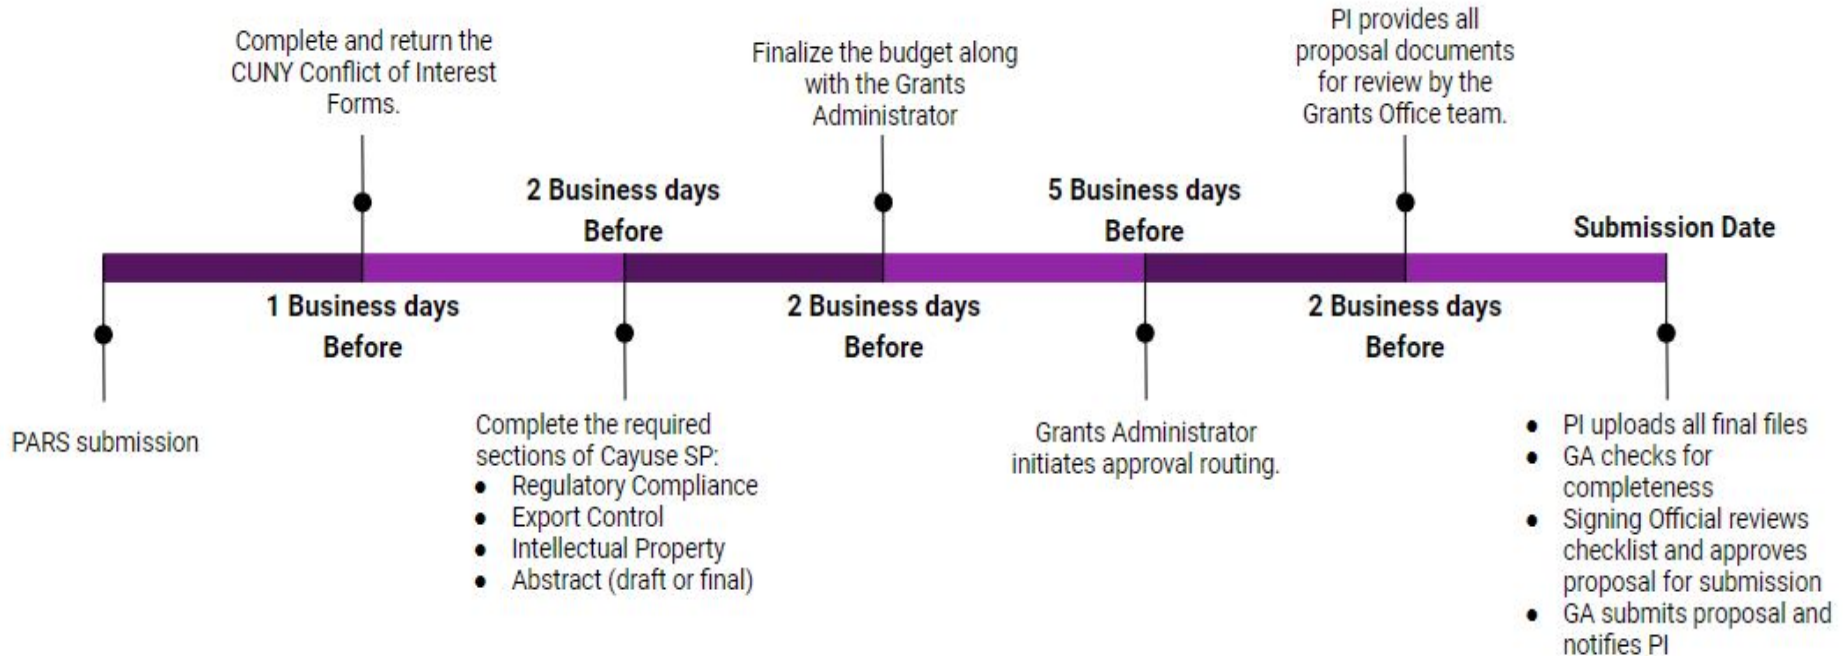 Complete and return the
CUNY Conflict of Interest
Forms.
Finalize the budget along
with the Grants
Administrator
PI provides all
proposal documents
for review by the
Grants Office team.
2 Business days
Before
5 Business days
Before
Submission Date
1 Business days
Before
2 Business days
Before
2 Business days
Before
PARS submission
Complete the required
sections of Cayuse SP:
● Regulatory Compliance
● Export Control
● Intellectual Property
● Abstract (draft or final)
Grants Administrator
initiates approval routing.
● PI uploads all final files
● GA checks for
completeness
● Signing Official reviews
checklist and approves
proposal for submission
● GA submits proposal and
notifies PI